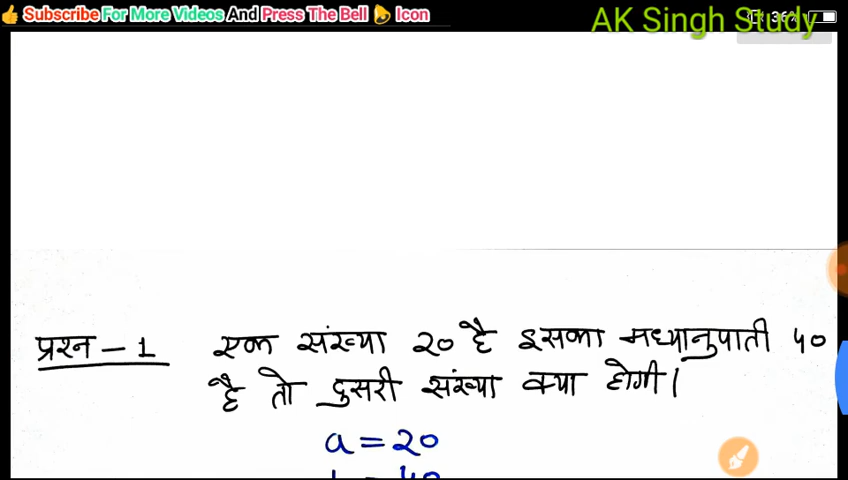 👍 Subscribe For More Videos And Press The Bell 🔔 Icon
AK Singh Study
36%
प्रश्न - 1 एक संख्या 20 है इसका मध्यानुपाती 40
है तो दुसरी संख्या क्या होगी।
a = 20